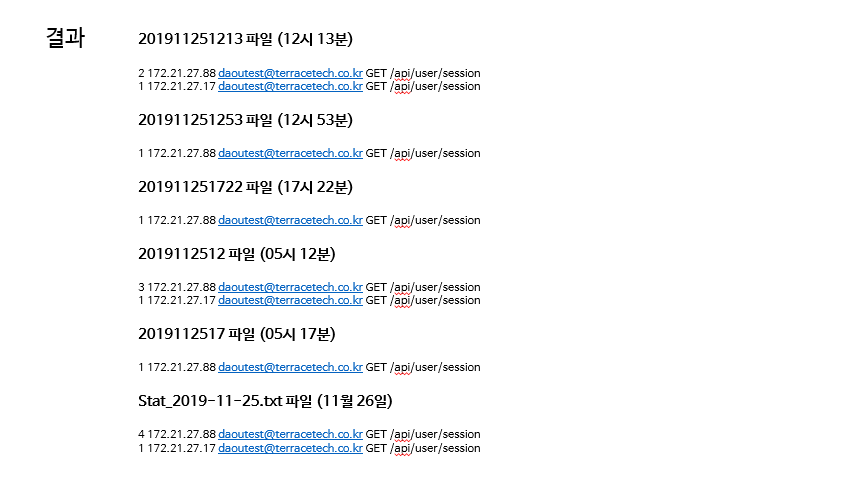 결과
201911251213 파일 (12시 13분)
2 172.21.27.88 daoutest@terracetech.co.kr GET /api/user/session
1 172.21.27.17 daoutest@terracetech.co.kr GET /api/user/session
201911251253 파일 (12시 53분)
1 172.21.27.88 daoutest@terracetech.co.kr GET /api/user/session
201911251722 파일 (17시 22분)
1 172.21.27.88 daoutest@terracetech.co.kr GET /api/user/session
2019112512 파일 (05시 12분)
3 172.21.27.88 daoutest@terracetech.co.kr GET /api/user/session
1 172.21.27.17 daoutest@terracetech.co.kr GET /api/user/session
2019112517 파일 (05시 17분)
1 172.21.27.88 daoutest@terracetech.co.kr GET /api/user/session
Stat_2019-11-25.txt 파일 (11월 26일)
4 172.21.27.88 daoutest@terracetech.co.kr GET /api/user/session
1 172.21.27.17 daoutest@terracetech.co.kr GET /api/user/session